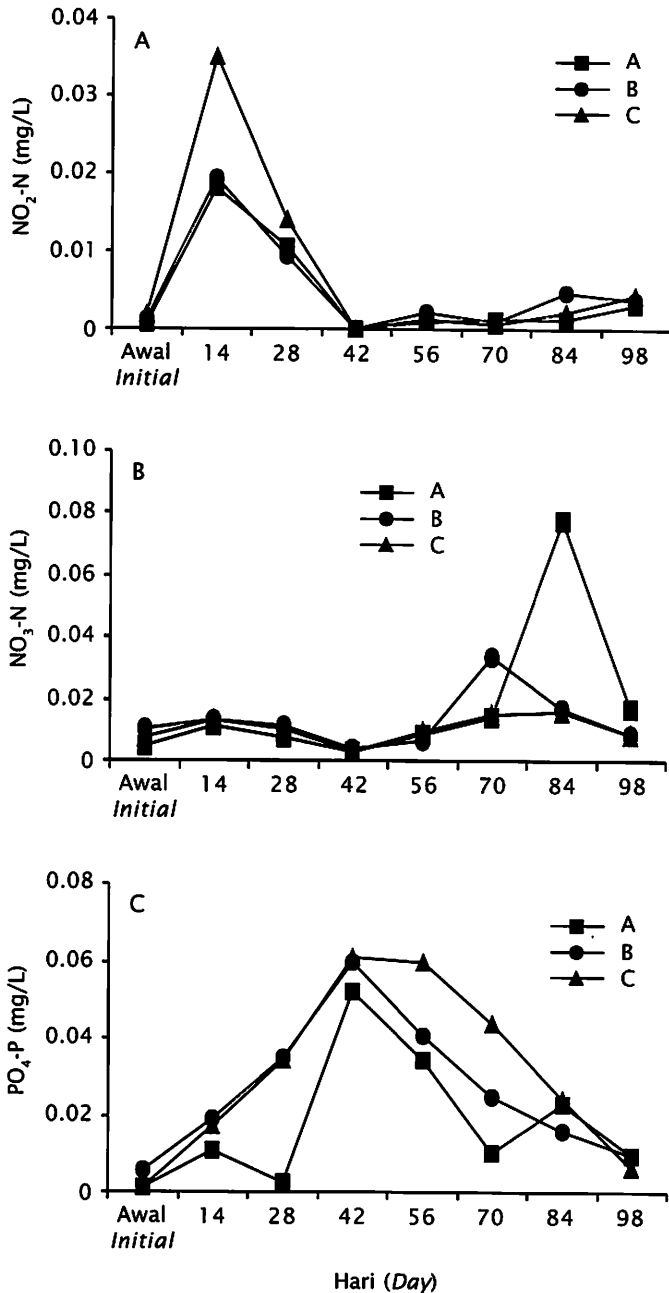 A
NO₂-N (mg/L)
0.04
0.03
0.02
0.01
0
A
B
C
Awal 14 28 42 56 70 84 98
Initial
B
NO₃-N (mg/L)
0.10
0.08
0.06
0.04
0.02
0
A
B
C
Awal 14 28 42 56 70 84 98
Initial
C
PO₄-P (mg/L)
0.08
0.06
0.04
0.02
0
A
B
C
Awal 14 28 42 56 70 84 98
Initial
Hari (Day)